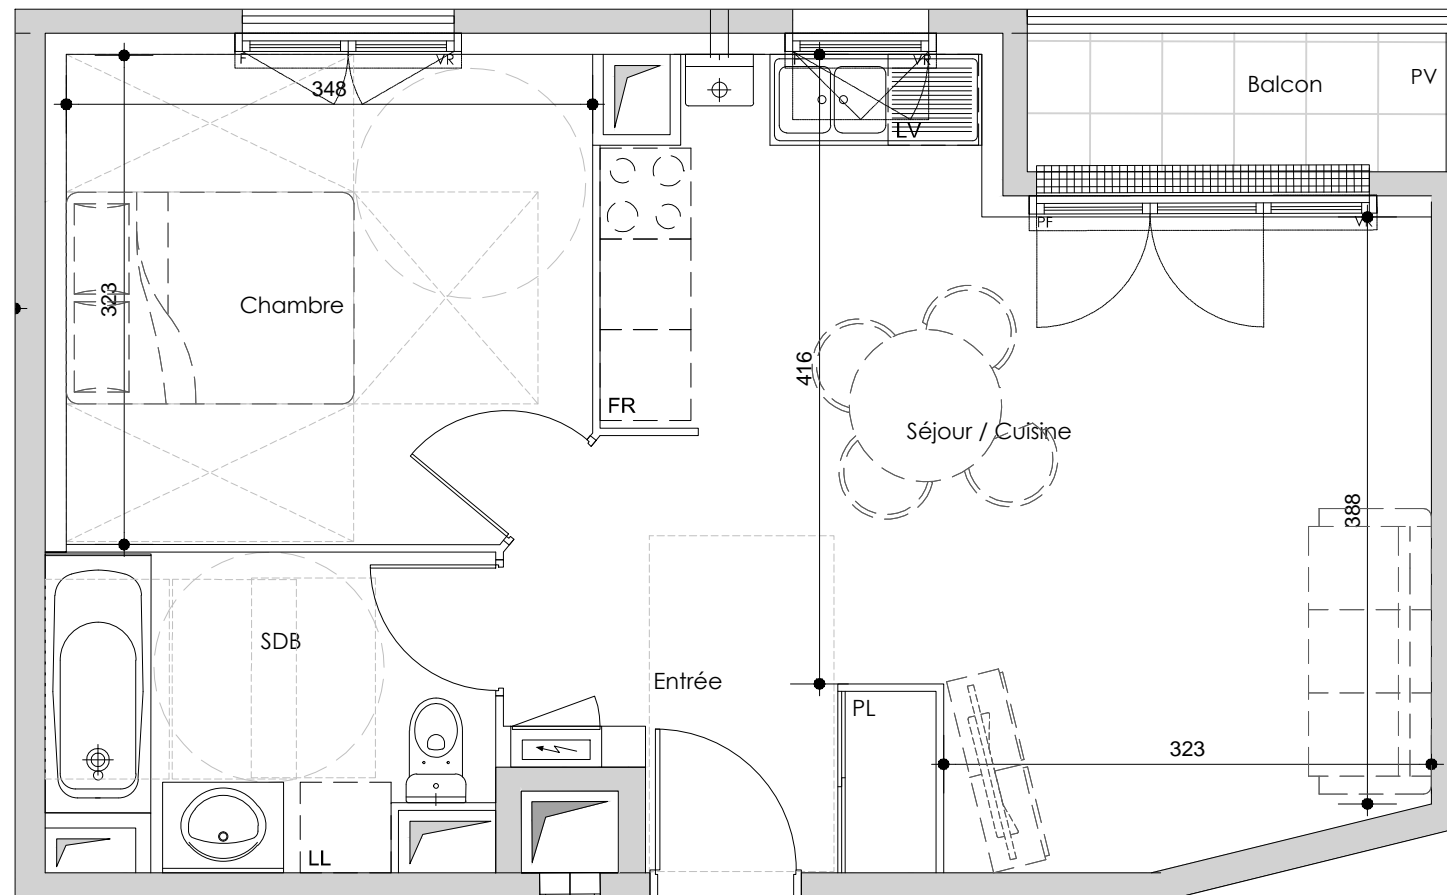 F VR
F VR
348
Balcon PV
LV
PF VR
323
Chambre
416
FR
Séjour / Cuisine
388
SDB
Entrée
PL
323
LL